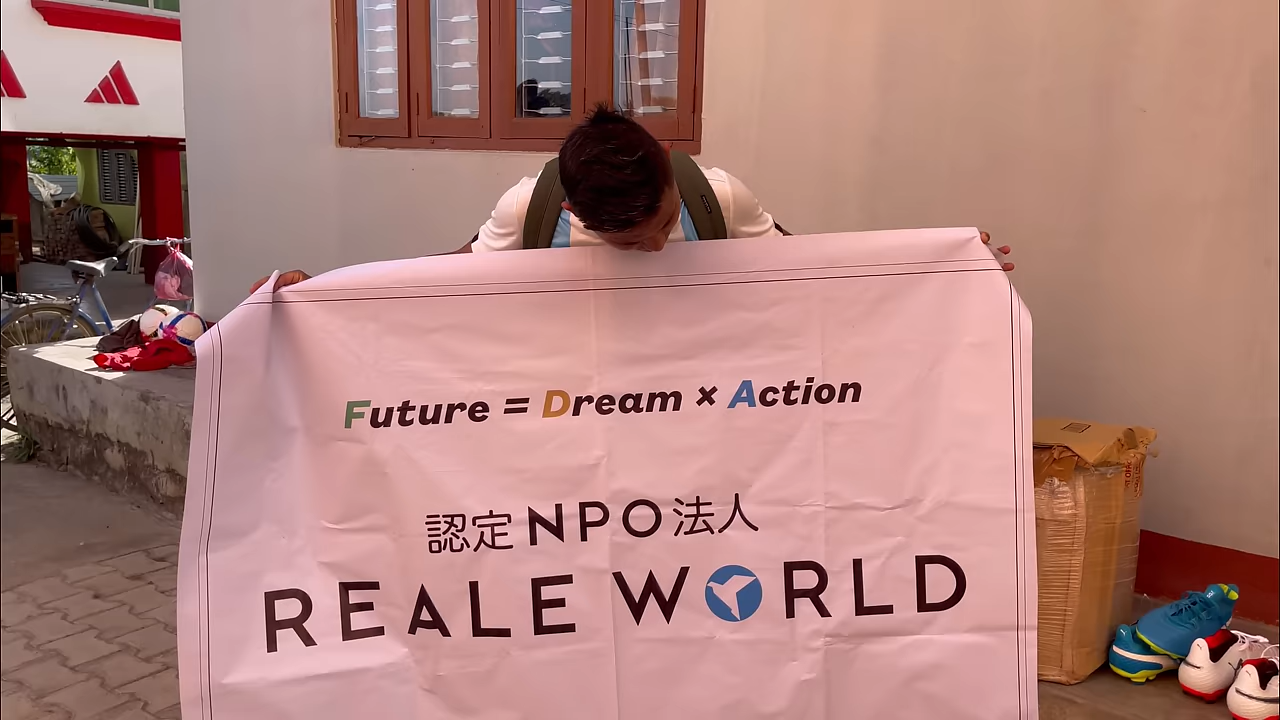 Future = Dream × Action
認定NPO法人
REALE WORLD